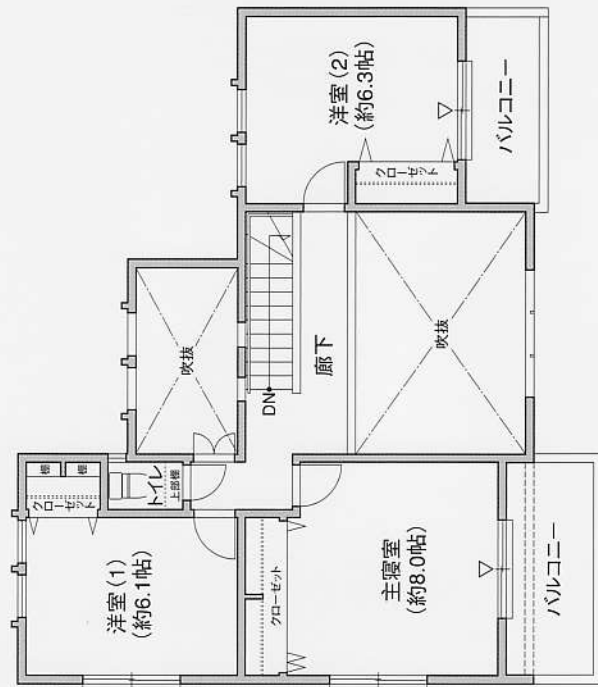 洋室(2)
(約6.3帖)
クローゼット
バルコニー
吹抜
廊下
DN
吹抜
棚
棚
クローゼット
トイレ
上部棚
洋室(1)
(約6.1帖)
クローゼット
主寝室
(約8.0帖)
バルコニー